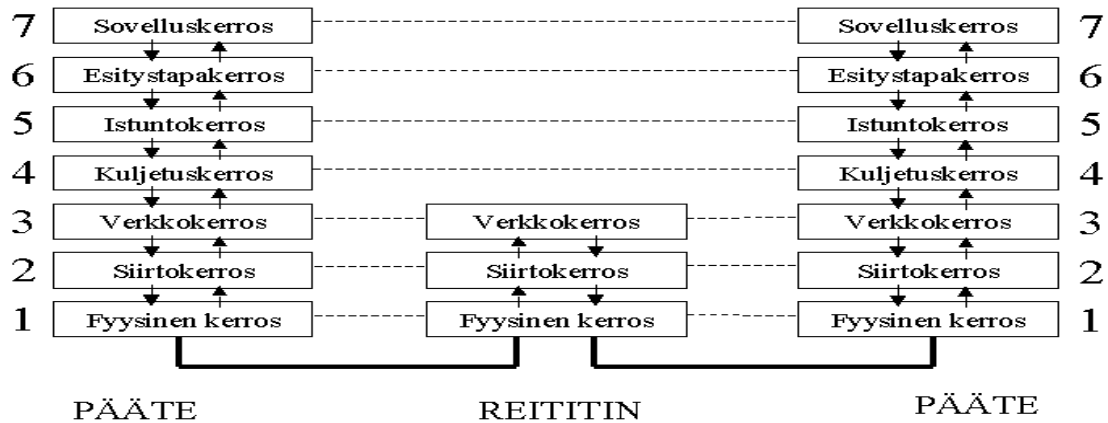 7 Sovelluskerros Sovelluskerros 7
6 Esitystapakerros Esitystapakerros 6
5 Istuntokerros Istuntokerros 5
4 Kuljetuskerros Kuljetuskerros 4
3 Verkkokerros Verkkokerros Verkkokerros 3
2 Siirtokerros Siirtokerros Siirtokerros 2
1 Fyysinen kerros Fyysinen kerros Fyysinen kerros 1
PÄÄTE REITITIN PÄÄTE